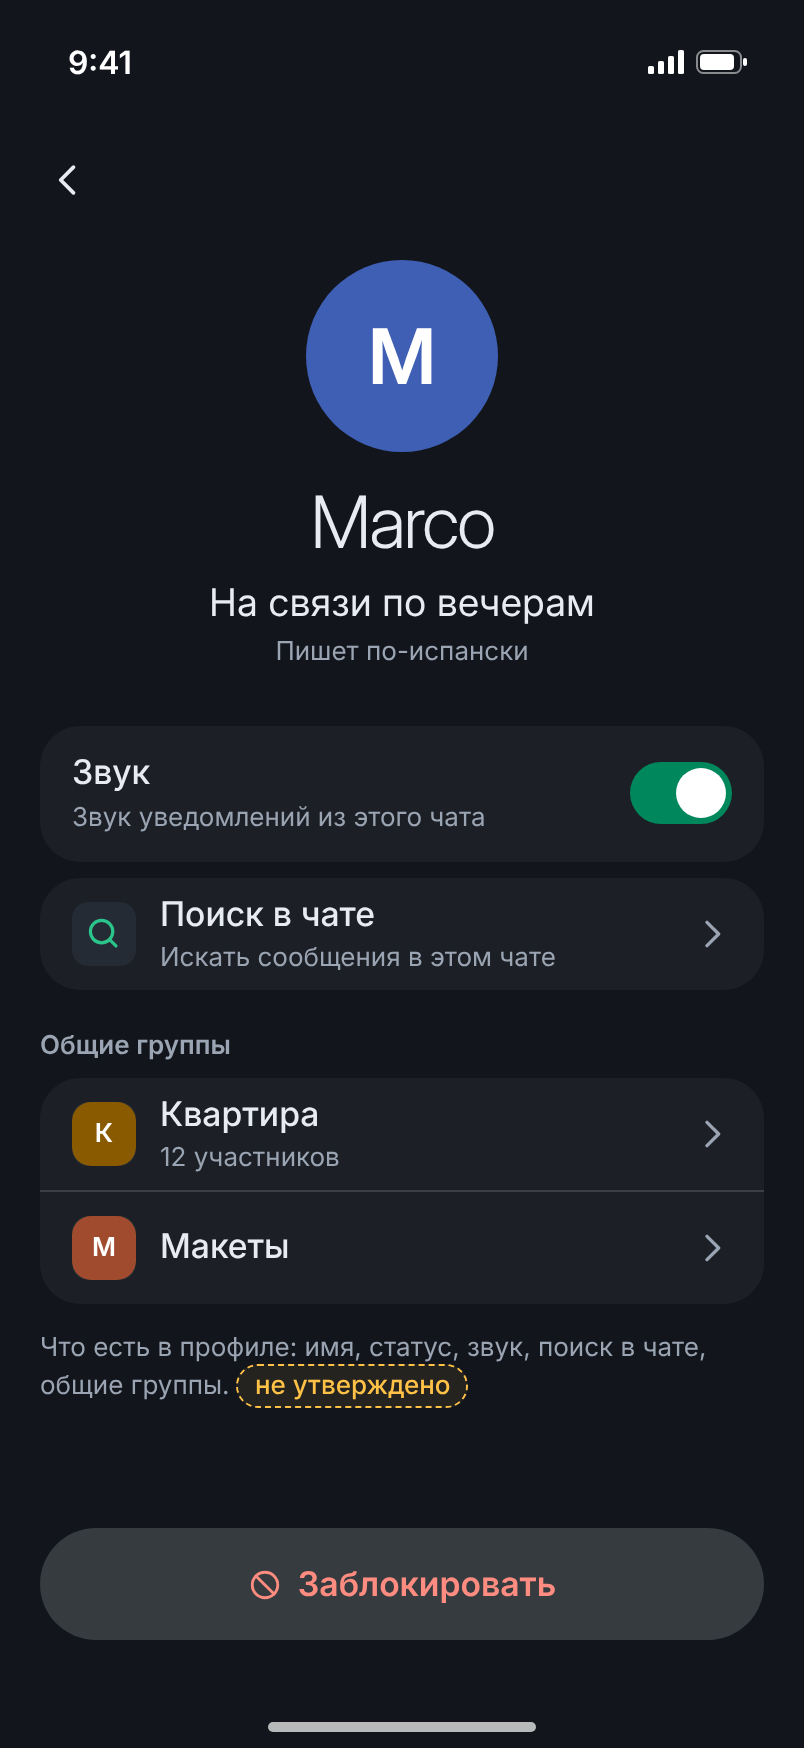 9:41
M
Marco
На связи по вечерам
Пишет по-испански
Звук
Звук уведомлений из этого чата
Поиск в чате
Искать сообщения в этом чате
Общие группы
К
Квартира
12 участников
М
Макеты
Что есть в профиле: имя, статус, звук, поиск в чате,
общие группы. не утверждено
Заблокировать